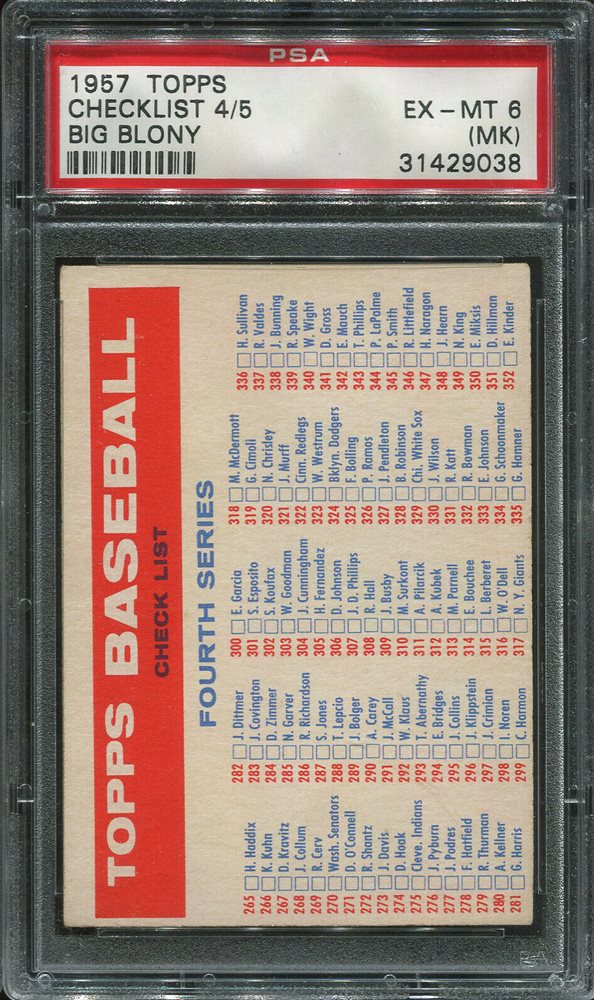 PSA
1957 TOPPS
CHECKLIST 4/5
BIG BLONY
EX – MT 6
(MK)
31429038
TOPPS BASEBALL
CHECK LIST
FOURTH SERIES
265 H. Haddix
266 K. Kuhn
267 D. Kravitz
268 J. Collum
269 R. Cerv
270 Wash. Senators
271 D. O'Connell
272 R. Shantz
273 J. Davis
274 D. Hook
275 Cleve. Indians
276 J. Pyburn
277 J. Podres
278 F. Hatfield
279 R. Thurman
280 A. Kellner
281 G. Harris
282 J. Dittmer
283 J. Covington
284 D. Zimmer
285 N. Garver
286 R. Richardson
287 S. Jones
288 T. Lepcio
289 J. Bolger
290 A. Carey
291 J. McCall
292 W. Klaus
293 T. Abernathy
294 E. Bridges
295 J. Collins
296 J. Klippstein
297 J. Crimian
298 I. Noren
299 C. Harmon
300 E. Garcia
301 S. Esposito
302 S. Koufax
303 W. Goodman
304 J. Cunningham
305 H. Fernandez
306 D. Johnson
307 J. D. Phillips
308 R. Hall
309 J. Busby
310 M. Surkont
311 A. Pilarcik
312 A. Kubek
313 M. Parnell
314 E. Bouchee
315 L. Berberet
316 W. O'Dell
317 N. Y. Giants
318 M. McDermott
319 G. Cimoli
320 N. Chrisley
321 J. Murff
322 Cinn. Redlegs
323 W. Westrum
324 Bklyn. Dodgers
325 F. Bolling
326 P. Ramos
327 J. Pendleton
328 B. Robinson
329 Chi. White Sox
330 J. Wilson
331 R. Katt
332 R. Bowman
333 E. Johnson
334 G. Schoonmaker
335 G. Hamner
336 H. Sullivan
337 R. Valdes
338 J. Bunning
339 R. Speake
340 W. Wight
341 D. Gross
342 E. Mouch
343 T. Phillips
344 P. LaPalme
345 P. Smith
346 R. Littlefield
347 H. Noragon
348 J. Hearn
349 N. King
350 E. Miksis
351 D. Hillman
352 E. Kinder